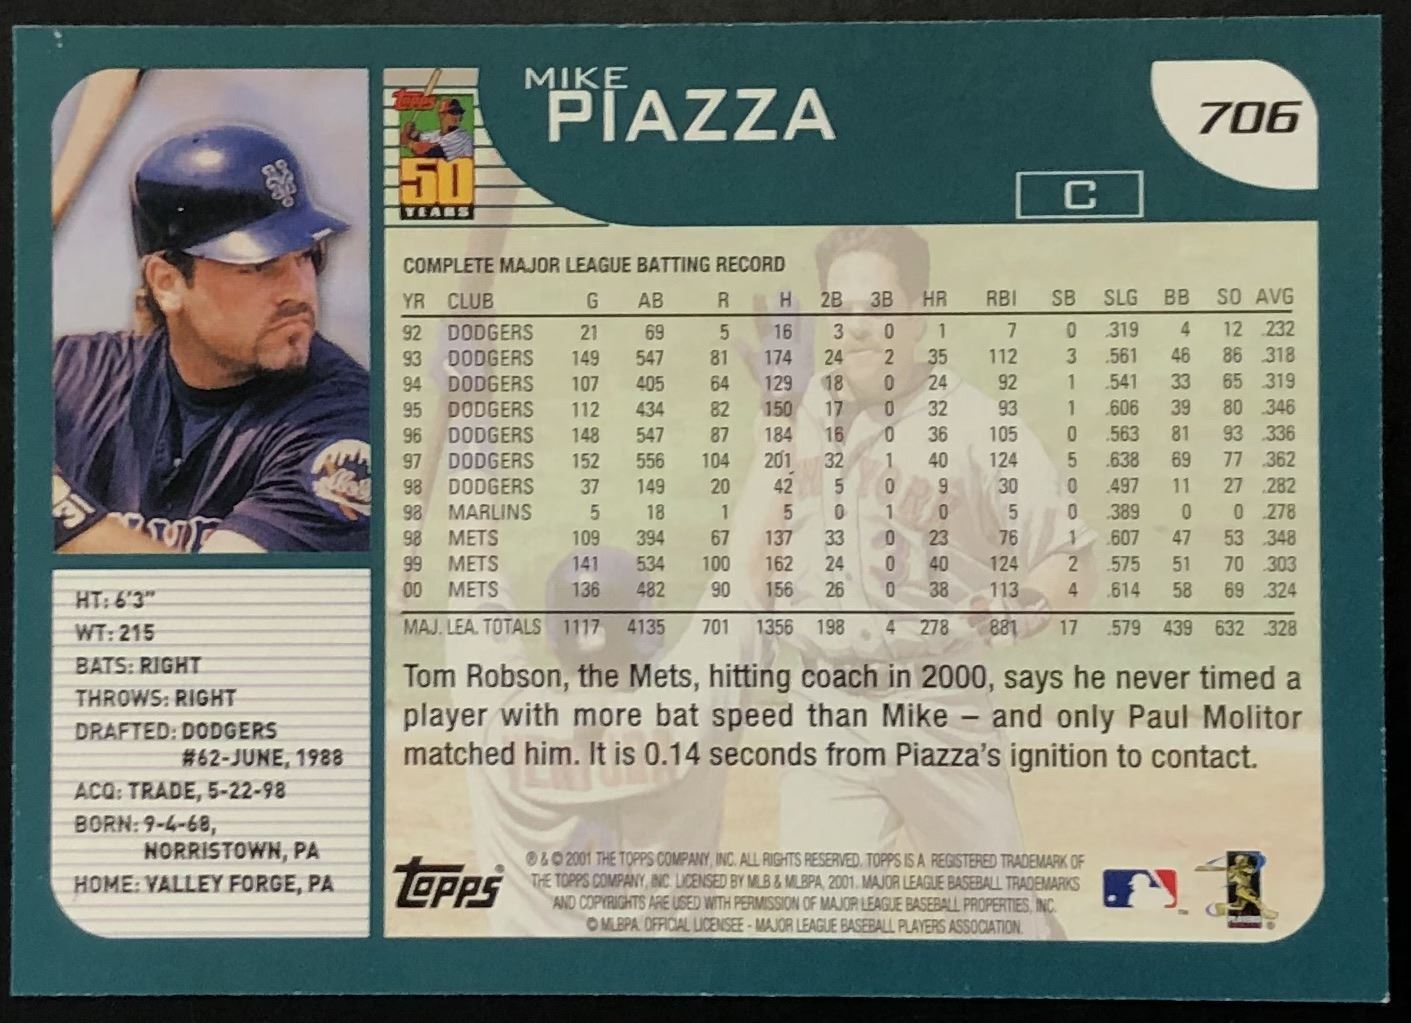 Topps
50
YEARS
MIKE
PIAZZA
706
C
COMPLETE MAJOR LEAGUE BATTING RECORD
YR CLUB G AB R H 2B 3B HR RBI SB SLG BB SO AVG
92 DODGERS 21 69 5 16 3 0 1 7 0 .319 4 12 .232
93 DODGERS 149 547 81 174 24 2 35 112 3 .561 46 86 .318
94 DODGERS 107 405 64 129 18 0 24 92 1 .541 33 65 .319
95 DODGERS 112 434 82 150 17 0 32 93 1 .606 39 80 .346
96 DODGERS 148 547 87 184 16 0 36 105 0 .563 81 93 .336
97 DODGERS 152 556 104 201 32 1 40 124 5 .638 69 77 .362
98 DODGERS 37 149 20 42 5 0 9 30 0 .497 11 27 .282
98 MARLINS 5 18 1 5 0 1 0 5 0 .389 0 0 .278
98 METS 109 394 67 137 33 0 23 76 1 .607 47 53 .348
99 METS 141 534 100 162 24 0 40 124 2 .575 51 70 .303
00 METS 136 482 90 156 26 0 38 113 4 .614 58 69 .324
MAJ. LEA. TOTALS 1117 4135 701 1356 198 4 278 881 17 .579 439 632 .328
Tom Robson, the Mets, hitting coach in 2000, says he never timed a
player with more bat speed than Mike – and only Paul Molitor
matched him. It is 0.14 seconds from Piazza's ignition to contact.
HT: 6'3"
WT: 215
BATS: RIGHT
THROWS: RIGHT
DRAFTED: DODGERS
#62-JUNE, 1988
ACQ: TRADE, 5-22-98
BORN: 9-4-68,
NORRISTOWN, PA
HOME: VALLEY FORGE, PA
Topps®
® & © 2001 THE TOPPS COMPANY, INC. ALL RIGHTS RESERVED. TOPPS IS A REGISTERED TRADEMARK OF
THE TOPPS COMPANY, INC. LICENSED BY MLB & MLBPA, 2001. MAJOR LEAGUE BASEBALL TRADEMARKS
AND COPYRIGHTS ARE USED WITH PERMISSION OF MAJOR LEAGUE BASEBALL PROPERTIES, INC.
© MLBPA. OFFICIAL LICENSEE - MAJOR LEAGUE BASEBALL PLAYERS ASSOCIATION.